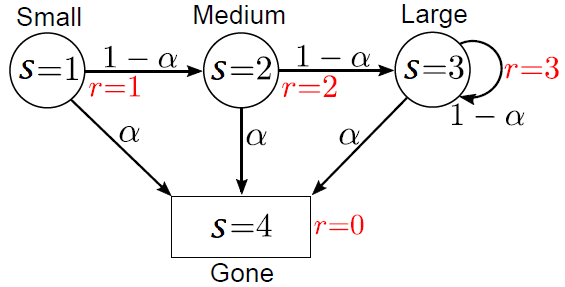 Small Medium Large
1 − α 1 − α
s=1 s=2 s=3 r=3
r=1 r=2
1 − α
α α α
s=4 r=0
Gone